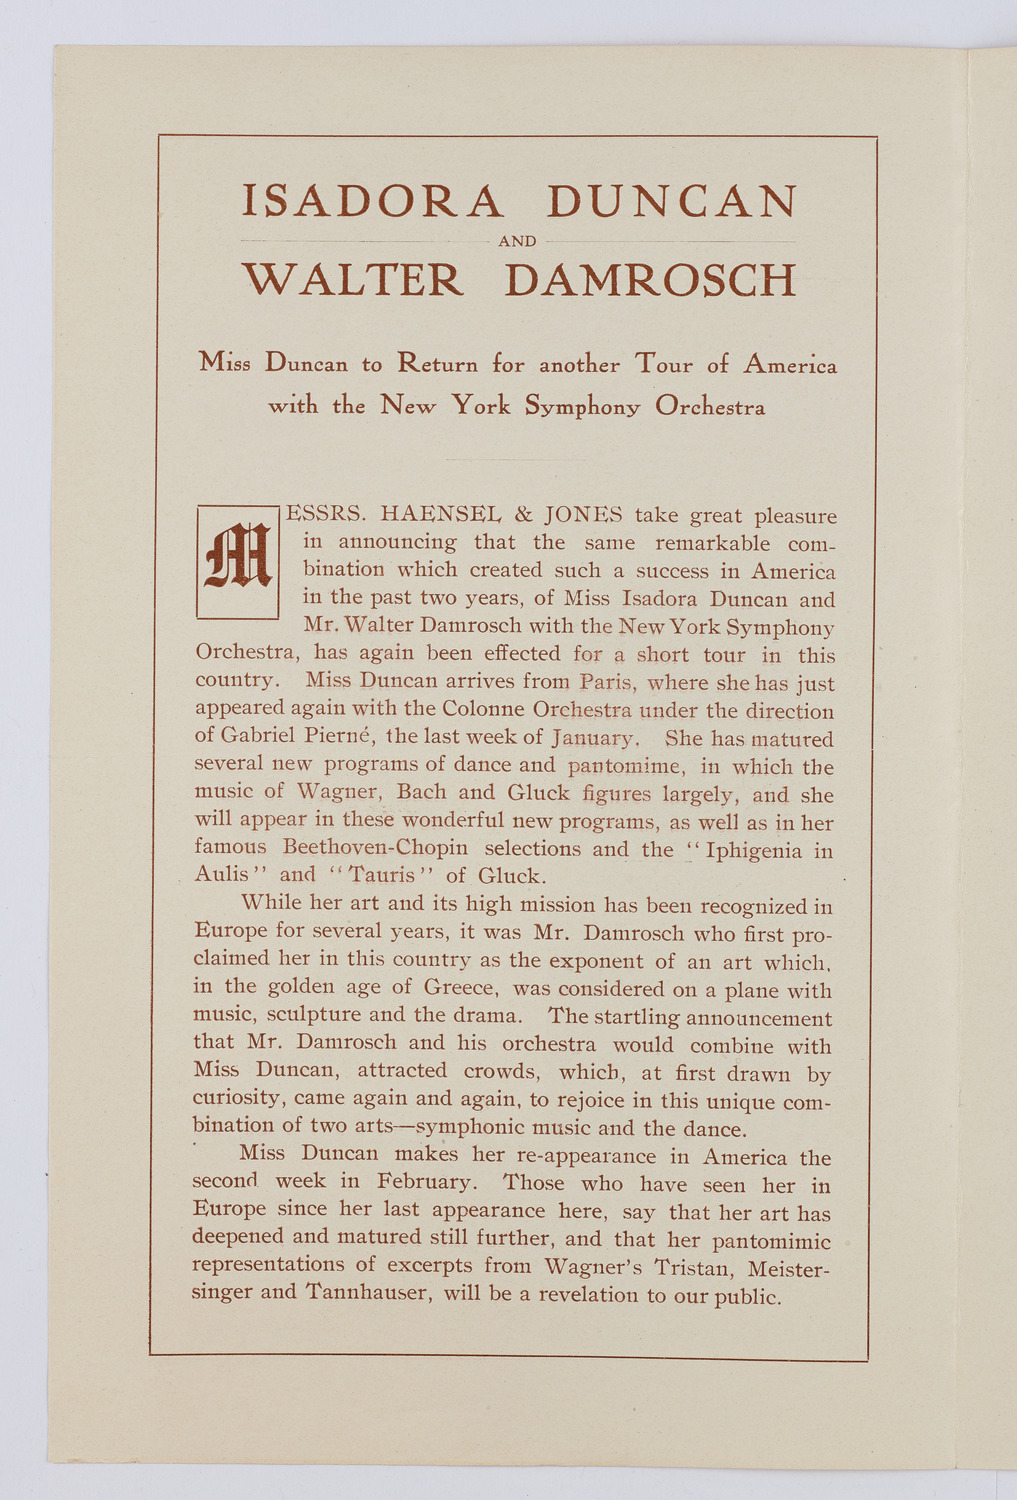 ISADORA DUNCAN
AND
WALTER DAMROSCH
Miss Duncan to Return for another Tour of America
with the New York Symphony Orchestra
MESSRS. HAENSEL & JONES take great pleasure
in announcing that the same remarkable com-
bination which created such a success in America
in the past two years, of Miss Isadora Duncan and
Mr. Walter Damrosch with the New York Symphony
Orchestra, has again been effected for a short tour in this
country. Miss Duncan arrives from Paris, where she has just
appeared again with the Colonne Orchestra under the direction
of Gabriel Pierné, the last week of January. She has matured
several new programs of dance and pantomime, in which the
music of Wagner, Bach and Gluck figures largely, and she
will appear in these wonderful new programs, as well as in her
famous Beethoven-Chopin selections and the "Iphigenia in
Aulis" and "Tauris" of Gluck.
While her art and its high mission has been recognized in
Europe for several years, it was Mr. Damrosch who first pro-
claimed her in this country as the exponent of an art which,
in the golden age of Greece, was considered on a plane with
music, sculpture and the drama. The startling announcement
that Mr. Damrosch and his orchestra would combine with
Miss Duncan, attracted crowds, which, at first drawn by
curiosity, came again and again, to rejoice in this unique com-
bination of two arts—symphonic music and the dance.
Miss Duncan makes her re-appearance in America the
second week in February. Those who have seen her in
Europe since her last appearance here, say that her art has
deepened and matured still further, and that her pantomimic
representations of excerpts from Wagner's Tristan, Meister-
singer and Tannhauser, will be a revelation to our public.